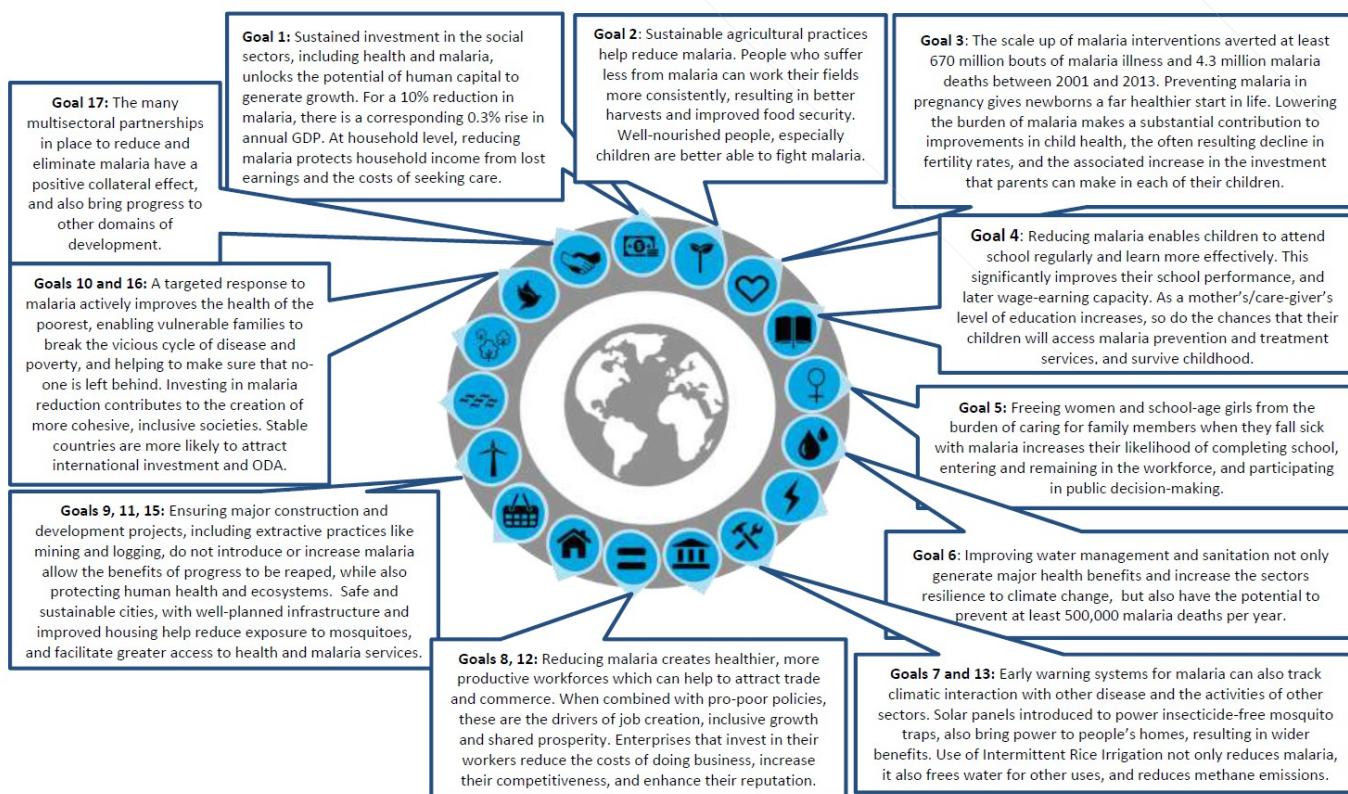 Goal 1: Sustained investment in the social
sectors, including health and malaria,
unlocks the potential of human capital to
generate growth. For a 10% reduction in
malaria, there is a corresponding 0.3% rise in
annual GDP. At household level, reducing
malaria protects household income from lost
earnings and the costs of seeking care.
Goal 2: Sustainable agricultural practices
help reduce malaria. People who suffer
less from malaria can work their fields
more consistently, resulting in better
harvests and improved food security.
Well-nourished people, especially
children are better able to fight malaria.
Goal 3: The scale up of malaria interventions averted at least
670 million bouts of malaria illness and 4.3 million malaria
deaths between 2001 and 2013. Preventing malaria in
pregnancy gives newborns a far healthier start in life. Lowering
the burden of malaria makes a substantial contribution to
improvements in child health, the often resulting decline in
fertility rates, and the associated increase in the investment
that parents can make in each of their children.
Goal 4: Reducing malaria enables children to attend
school regularly and learn more effectively. This
significantly improves their school performance, and
later wage-earning capacity. As a mother's/care-giver's
level of education increases, so do the chances that their
children will access malaria prevention and treatment
services, and survive childhood.
Goal 5: Freeing women and school-age girls from the
burden of caring for family members when they fall sick
with malaria increases their likelihood of completing school,
entering and remaining in the workforce, and participating
in public decision-making.
Goal 6: Improving water management and sanitation not only
generate major health benefits and increase the sectors
resilience to climate change, but also have the potential to
prevent at least 500,000 malaria deaths per year.
Goals 7 and 13: Early warning systems for malaria can also track
climatic interaction with other disease and the activities of other
sectors. Solar panels introduced to power insecticide-free mosquito
traps, also bring power to people's homes, resulting in wider
benefits. Use of Intermittent Rice Irrigation not only reduces malaria,
it also frees water for other uses, and reduces methane emissions.
Goals 8, 12: Reducing malaria creates healthier, more
productive workforces which can help to attract trade
and commerce. When combined with pro-poor policies,
these are the drivers of job creation, inclusive growth
and shared prosperity. Enterprises that invest in their
workers reduce the costs of doing business, increase
their competitiveness, and enhance their reputation.
Goals 9, 11, 15: Ensuring major construction and
development projects, including extractive practices like
mining and logging, do not introduce or increase malaria
allow the benefits of progress to be reaped, while also
protecting human health and ecosystems. Safe and
sustainable cities, with well-planned infrastructure and
improved housing help reduce exposure to mosquitoes,
and facilitate greater access to health and malaria services.
Goals 10 and 16: A targeted response to
malaria actively improves the health of the
poorest, enabling vulnerable families to
break the vicious cycle of disease and
poverty, and helping to make sure that no-
one is left behind. Investing in malaria
reduction contributes to the creation of
more cohesive, inclusive societies. Stable
countries are more likely to attract
international investment and ODA.
Goal 17: The many
multisectoral partnerships
in place to reduce and
eliminate malaria have a
positive collateral effect,
and also bring progress to
other domains of
development.